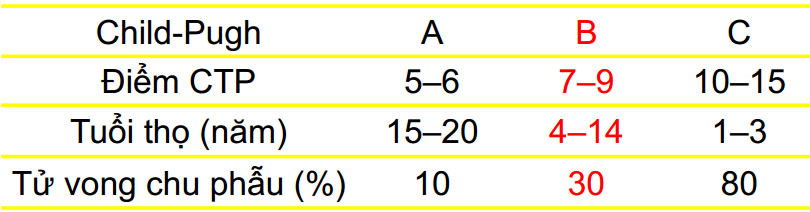 Child-Pugh A B C
Điểm CTP 5–6 7–9 10–15
Tuổi thọ (năm) 15–20 4–14 1–3
Tử vong chu phẫu (%) 10 30 80